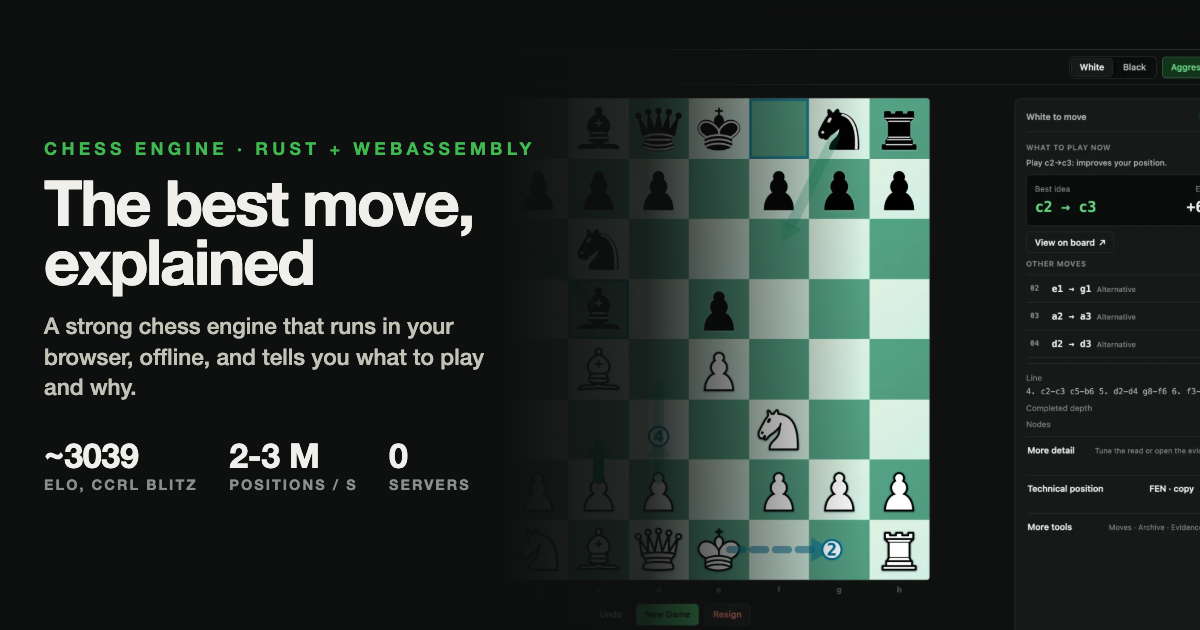 CHESS ENGINE · RUST + WEBASSEMBLY
The best move,
explained
A strong chess engine that runs in your
browser, offline, and tells you what to play
and why.
~3039
ELO, CCRL BLITZ
2-3 M
POSITIONS / S
0
SERVERS
4
2
e
f
g
h
Undo
New Game
Resign
White
Black
White to move
WHAT TO PLAY NOW
Play c2→c3: improves your position.
Best idea
c2 → c3
View on board ↗
OTHER MOVES
02 e1 → g1 Alternative
03 a2 → a3 Alternative
04 d2 → d3 Alternative
Line
4. c2-c3 c5-b6 5. d2-d4 g8-f6 6.
Completed depth
Nodes
More detail
Tune the read or open the
Technical position
FEN · copy
More tools
Moves · Archive ·